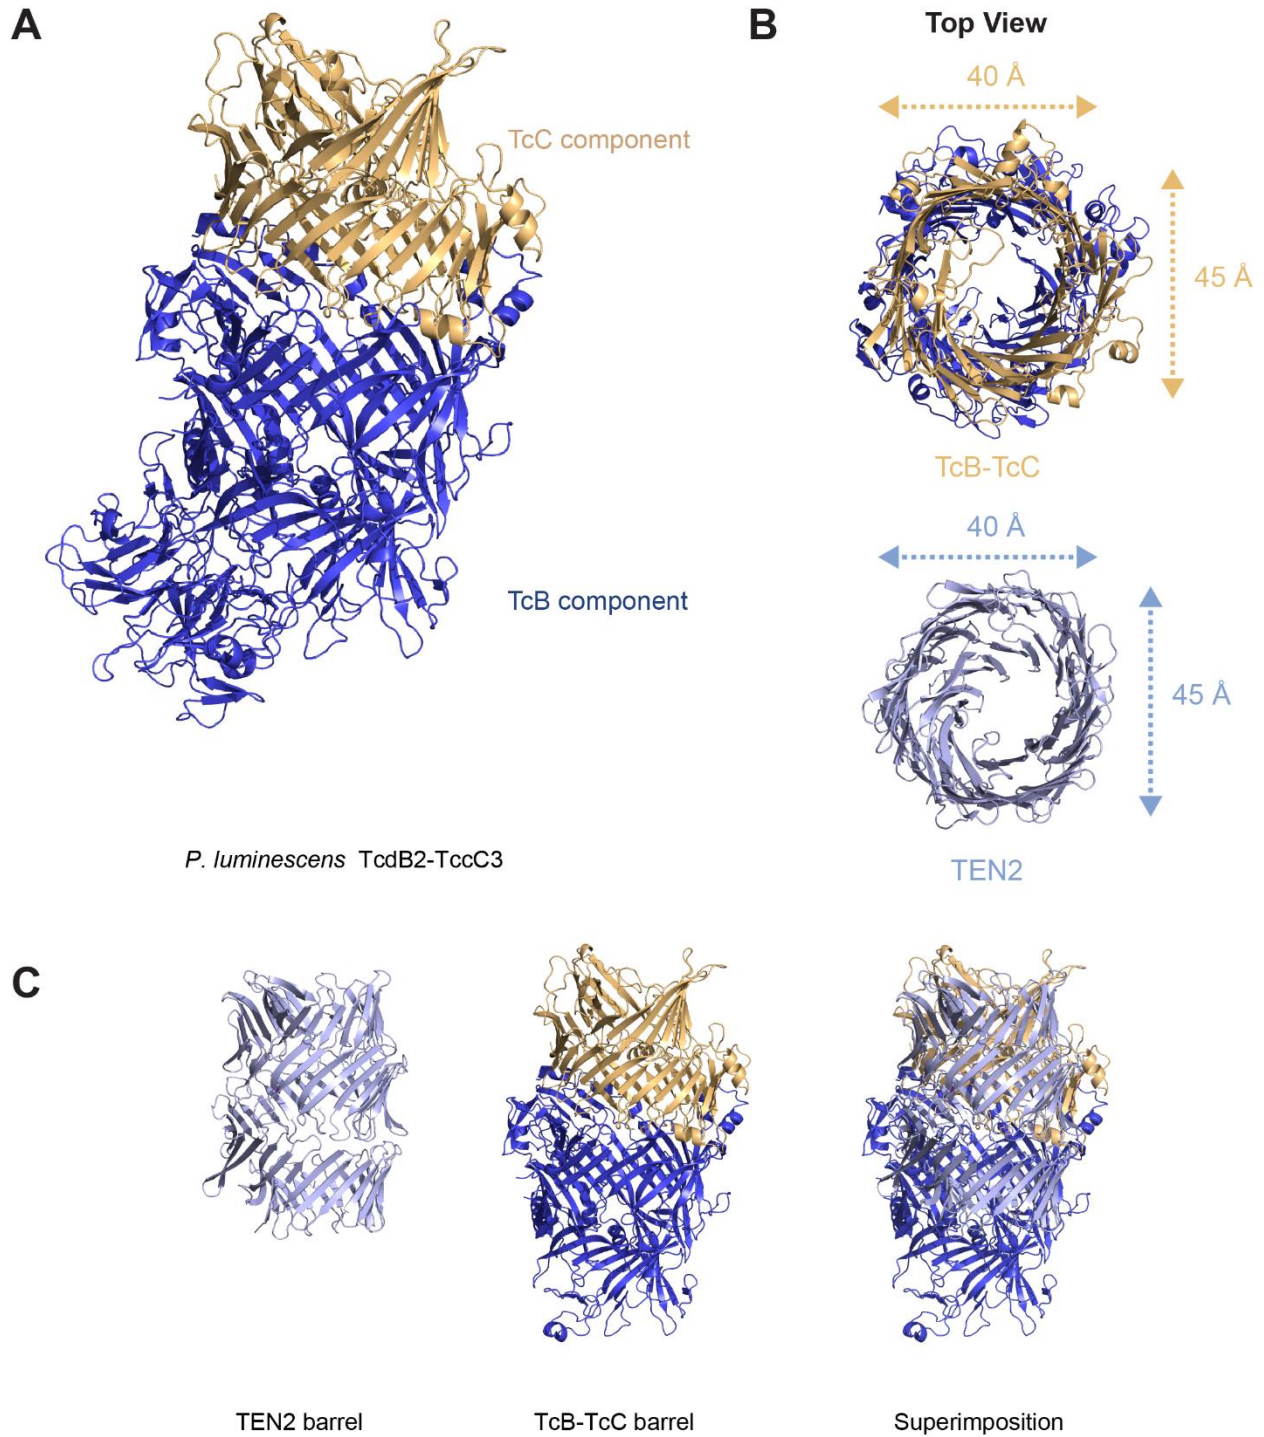 A
TcC component
TcB component
P. luminescens TcdB2-TccC3
B
Top View
40 Å
45 Å
TcB-TcC
40 Å
45 Å
TEN2
C
TEN2 barrel
TcB-TcC barrel
Superimposition